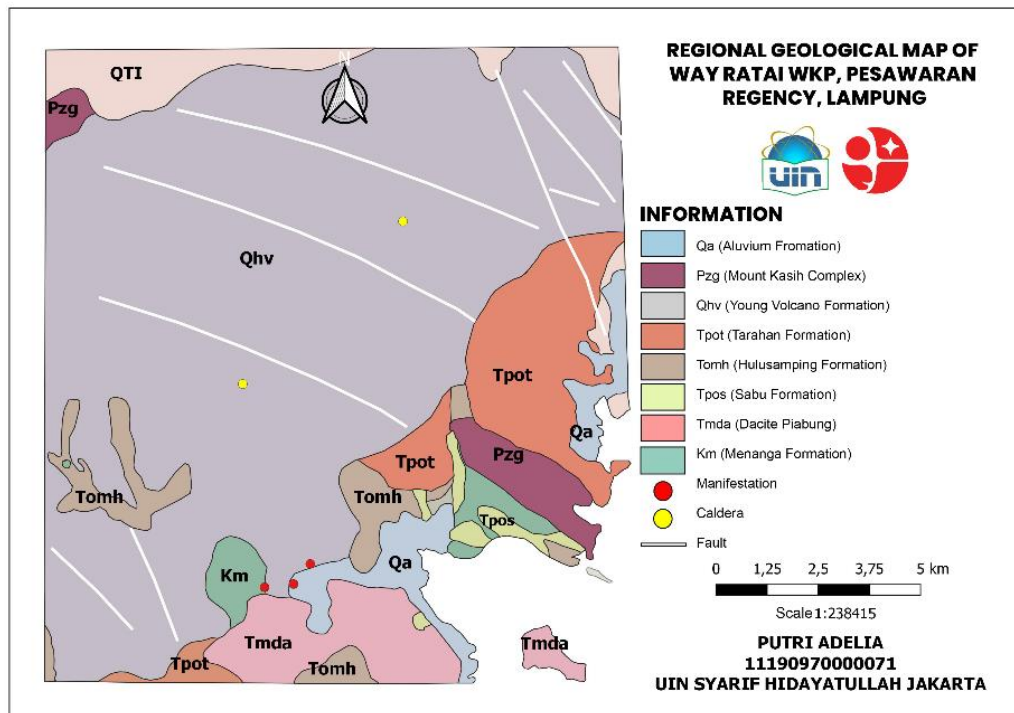 REGIONAL GEOLOGICAL MAP OF
WAY RATAI WKP, PESAWARAN
REGENCY, LAMPUNG
UIN
INFORMATION
Qa (Aluvium Fromation)
Pzg (Mount Kasih Complex)
Qhv (Young Volcano Formation)
Tpot (Tarahan Formation)
Tomh (Hulusamping Formation)
Tpos (Sabu Formation)
Tmda (Dacite Piabung)
Km (Menanga Formation)
Manifestation
Caldera
Fault
0 1,25 2,5 3,75 5 km
Scale 1:238415
PUTRI ADELIA
11190970000071
UIN SYARIF HIDAYATULLAH JAKARTA
N
QTI
Pzg
Qhv
Tpot
Qa
Pzg
Tpot
Tomh
Tomh
Tpos
Qa
Km
Tmda
Tmda
Tpot
Tomh